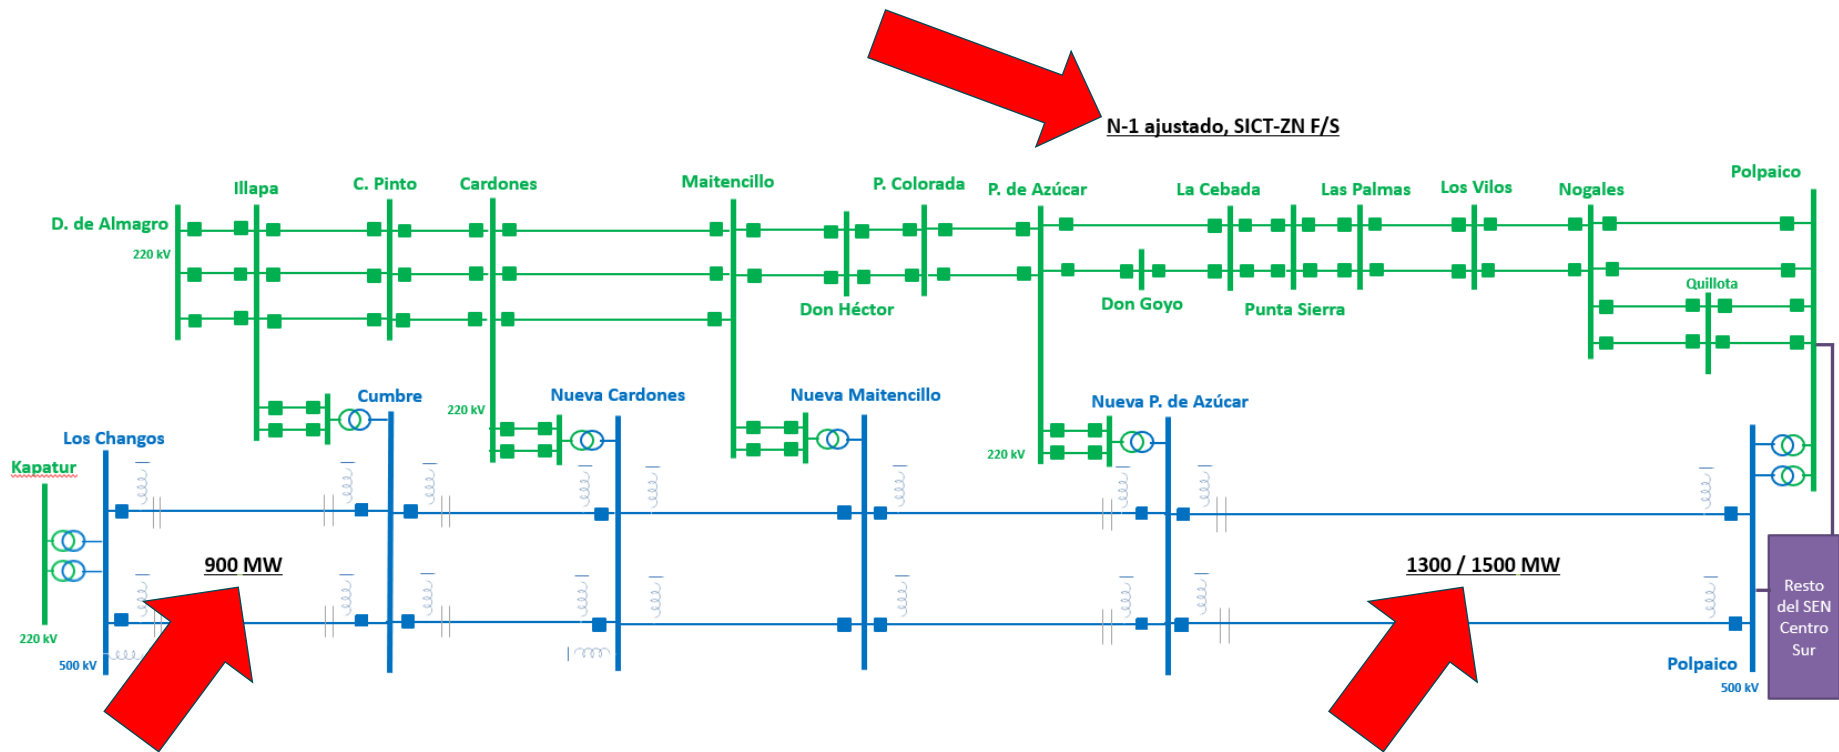 N-1 ajustado, SICT-ZN F/S
Polpaico
Illapa
C. Pinto
Cardones
Maitencillo
P. Colorada
P. de Azúcar
La Cebada
Las Palmas
Los Vilos
Nogales
D. de Almagro
220 kV
Quillota
Don Héctor
Don Goyo
Punta Sierra
Cumbre
Nueva Cardones
Nueva Maitencillo
Nueva P. de Azúcar
220 kV
Los Changos
220 kV
Kapatur
900 MW
1300 / 1500 MW
Resto
del SEN
Centro
Sur
220 kV
500 kV
Polpaico
500 kV